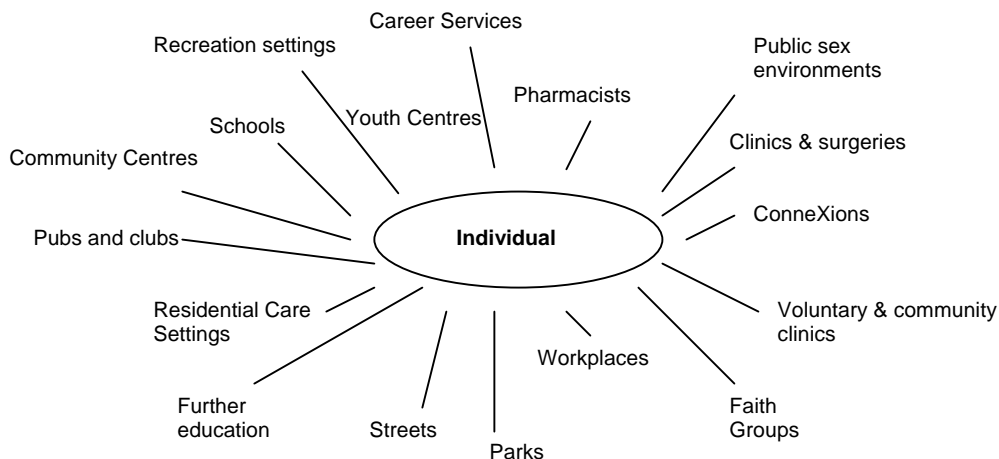 Career Services
Recreation settings
Public sex
environments
Pharmacists
Youth Centres
Schools
Clinics & surgeries
Community Centres
ConneXions
Pubs and clubs
Individual
Residential Care
Settings
Voluntary & community
clinics
Workplaces
Further
education
Streets
Parks
Faith
Groups